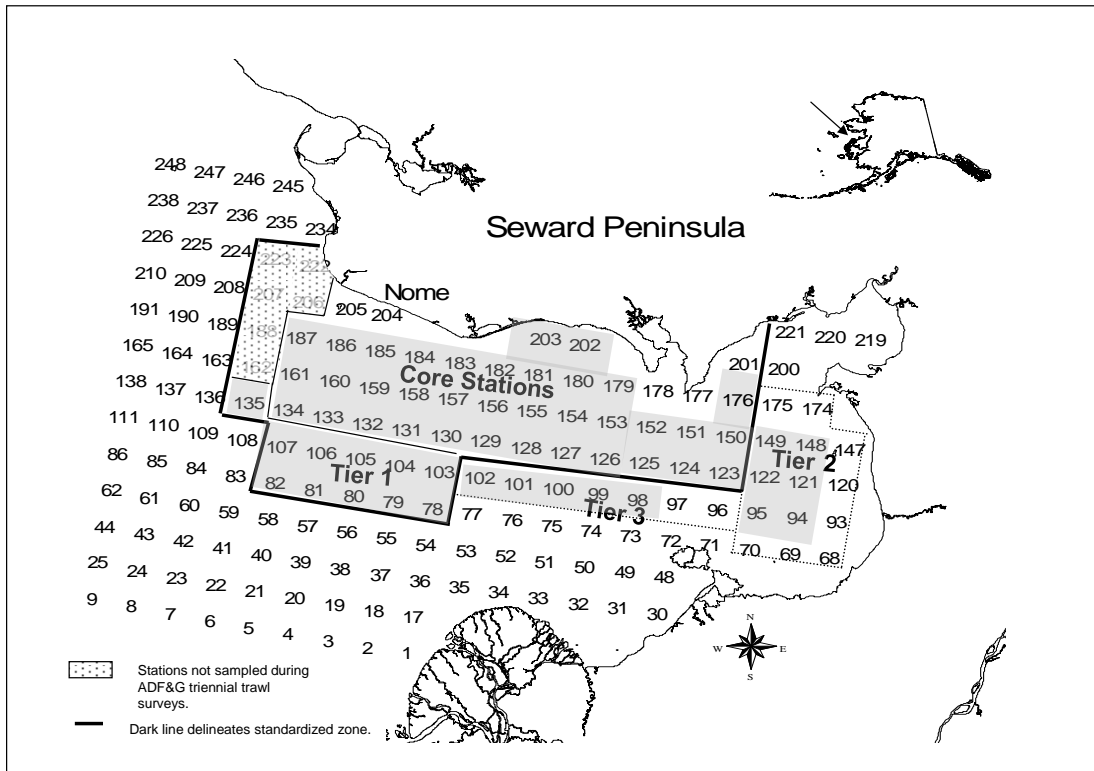 248 247 246 245
238 237 236 235 234
Seward Peninsula
226 225 224 223 222
210 209 208 207 206 205 204
Nome
191 190 189 188 187 186 185 184 183 182 181 180 179 178 177 176
203 202
201 200
221 220 219
165 164 163 162 161 160 159 158 157 156 155 154 153 152 151 150 149 148 147
175 174
Core Stations
138 137 136 135 134 133 132 131 130 129 128 127 126 125 124 123 122 121 120
Tier 2
111 110 109 108 107 106 105 104 103 102 101 100 99 98 97 96 95 94 93
Tier 1
Tier 3
86 85 84 83 82 81 80 79 78 77 76 75 74 73 72 71 70 69 68
62 61 60 59 58 57 56 55 54 53 52 51 50 49 48
44 43 42 41 40 39 38 37 36 35 34 33 32 31 30
25 24 23 22 21 20 19 18 17
9 8 7 6 5 4 3 2 1
N
W E
S
Stations not sampled during
ADF&G triennial trawl
surveys.
Dark line delineates standardized zone.